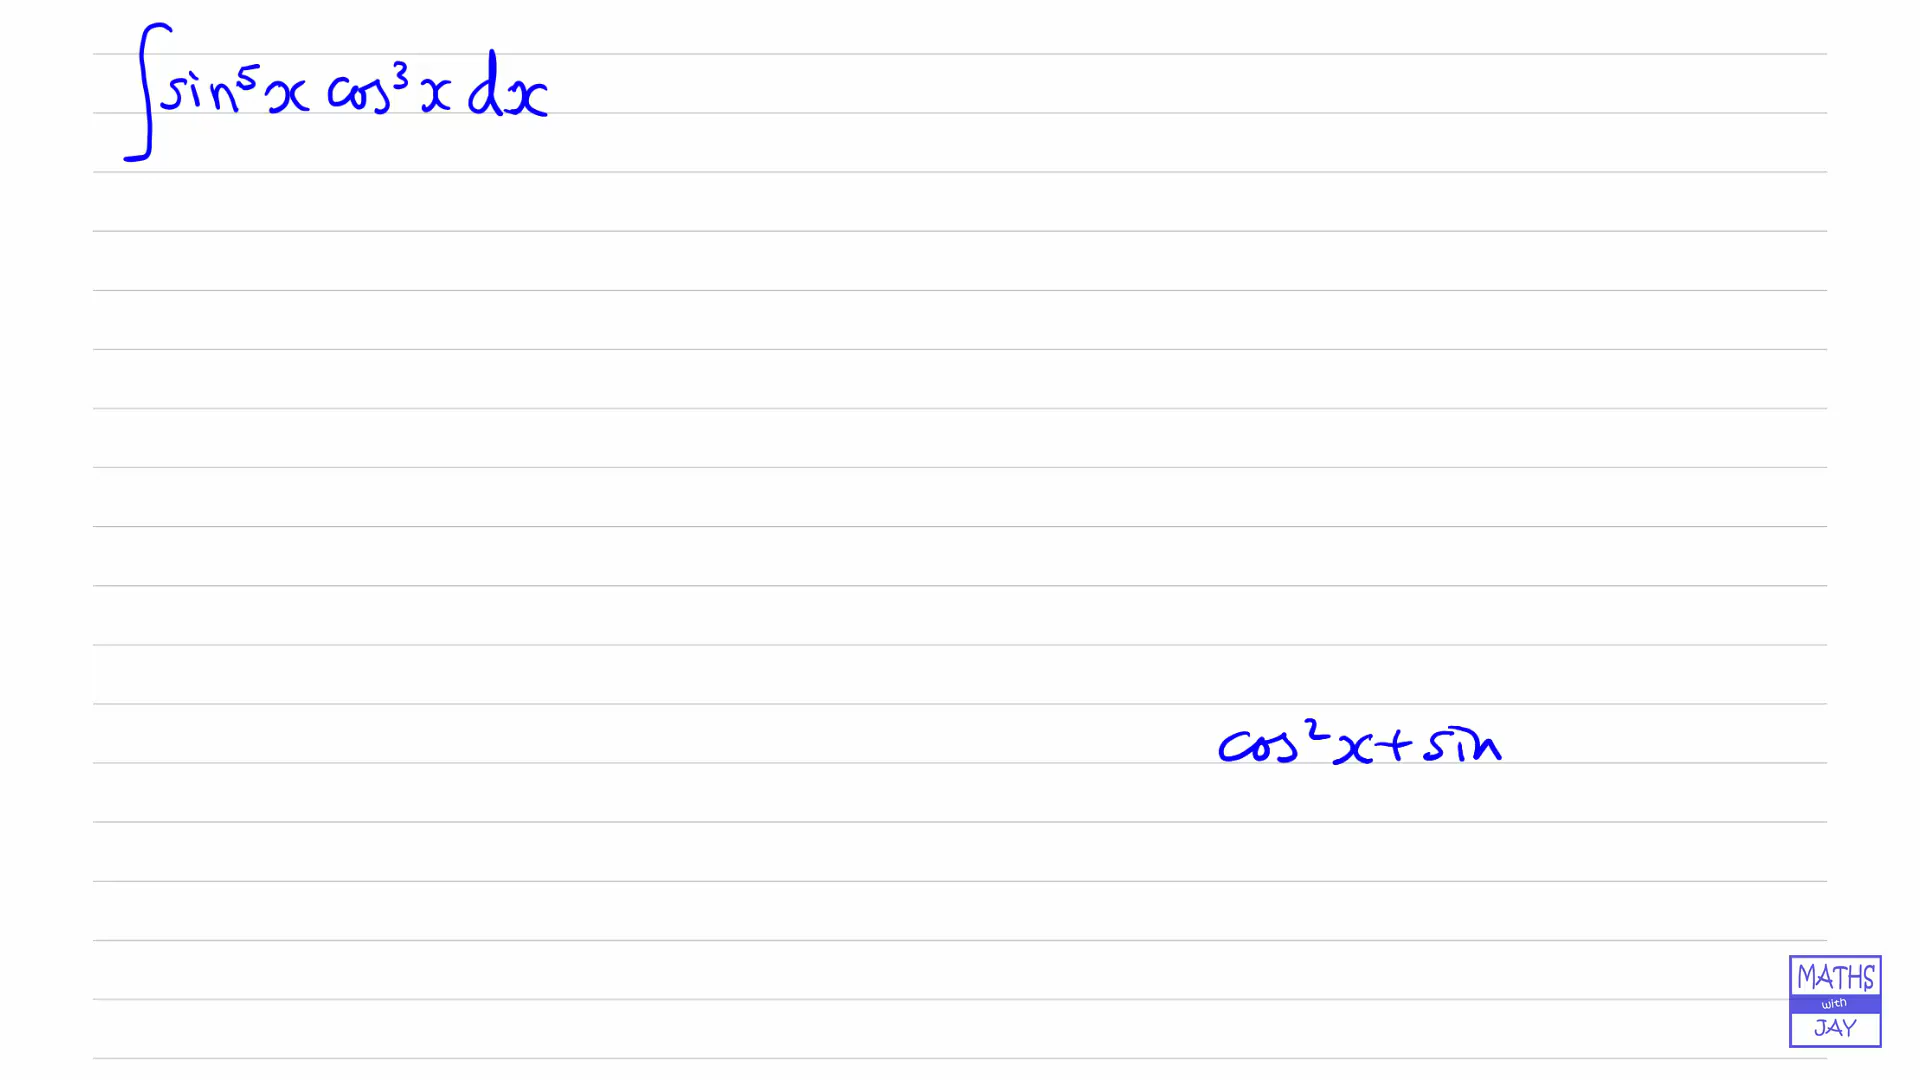 ∫sin⁵x cos³x dx
cos²x + sin
MATHS
with
JAY